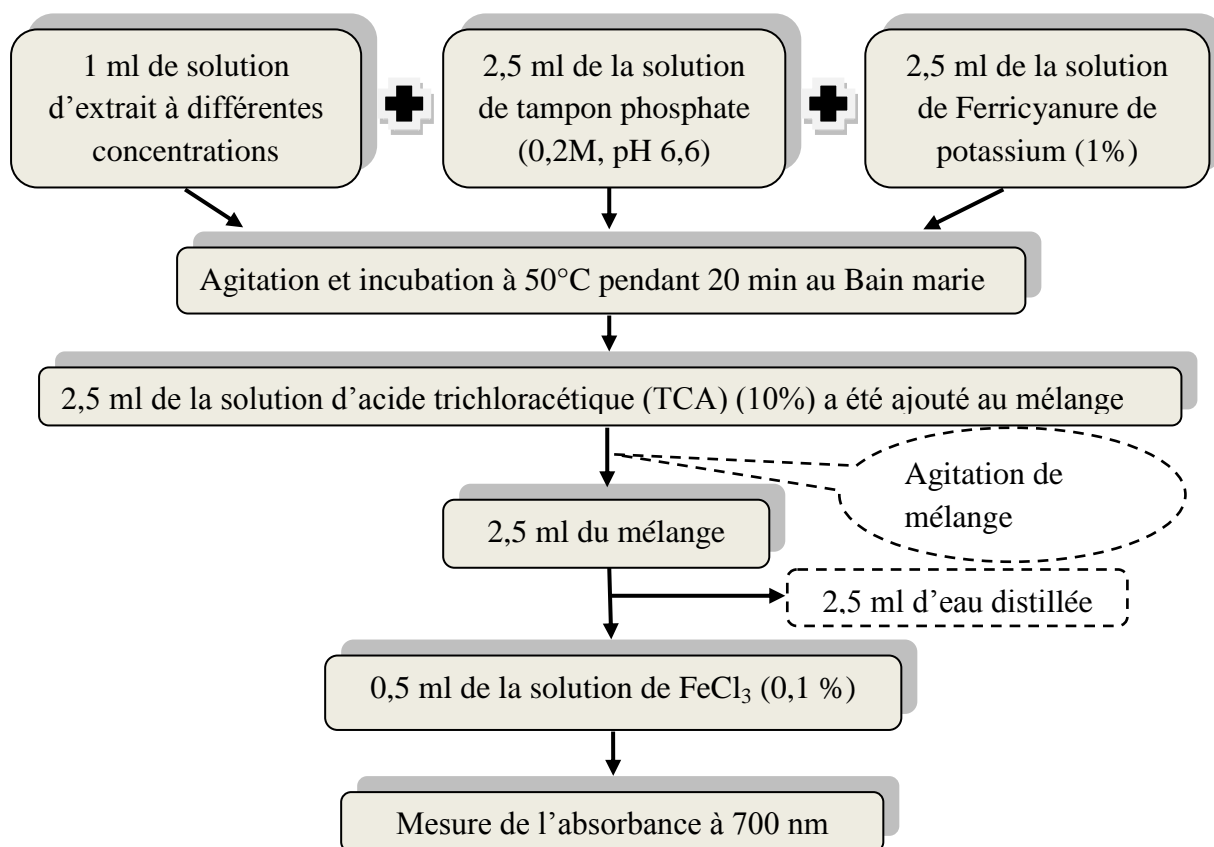 1 ml de solution
d’extrait à différentes
concentrations
2,5 ml de la solution
de tampon phosphate
(0,2M, pH 6,6)
2,5 ml de la solution
de Ferricyanure de
potassium (1%)
Agitation et incubation à 50°C pendant 20 min au Bain marie
2,5 ml de la solution d’acide trichloracétique (TCA) (10%) a été ajouté au mélange
Agitation de
mélange
2,5 ml du mélange
2,5 ml d’eau distillée
0,5 ml de la solution de FeCl₃ (0,1 %)
Mesure de l’absorbance à 700 nm